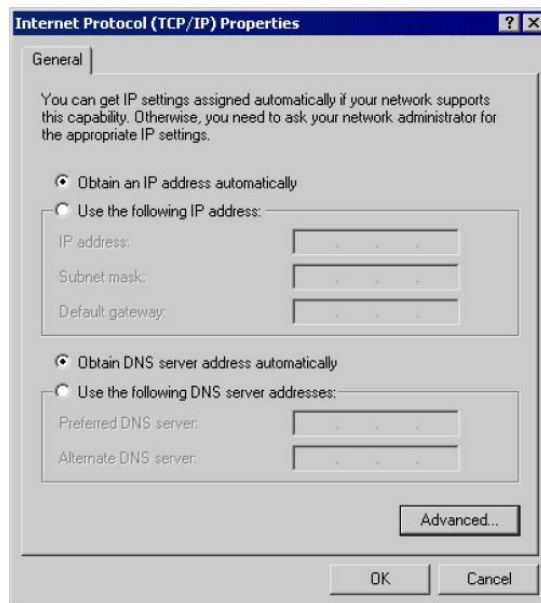 Internet Protocol (TCP/IP) Properties
General
You can get IP settings assigned automatically if your network supports
this capability. Otherwise, you need to ask your network administrator for
the appropriate IP settings.
Obtain an IP address automatically
Use the following IP address:
IP address:
Subnet mask:
Default gateway:
Obtain DNS server address automatically
Use the following DNS server addresses:
Preferred DNS server:
Alternate DNS server:
Advanced...
OK Cancel